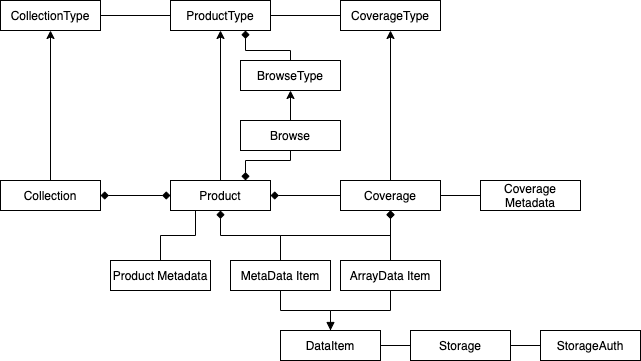 CollectionType
ProductType
CoverageType
BrowseType
Browse
Collection
Product
Coverage
Coverage
Metadata
Product Metadata
MetaData Item
ArrayData Item
DataItem
Storage
StorageAuth